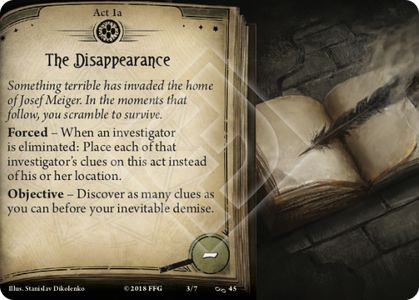 Act 1a
The Disappearance
Something terrible has invaded the home
of Josef Meiger. In the moments that
follow, you scramble to survive.
Forced – When an investigator
is eliminated: Place each of that
investigator's clues on this act instead
of his or her location.
Objective – Discover as many clues as
you can before your inevitable demise.
–
Illus. Stanislav Dikolenko ©2018 FFG 3/7 45